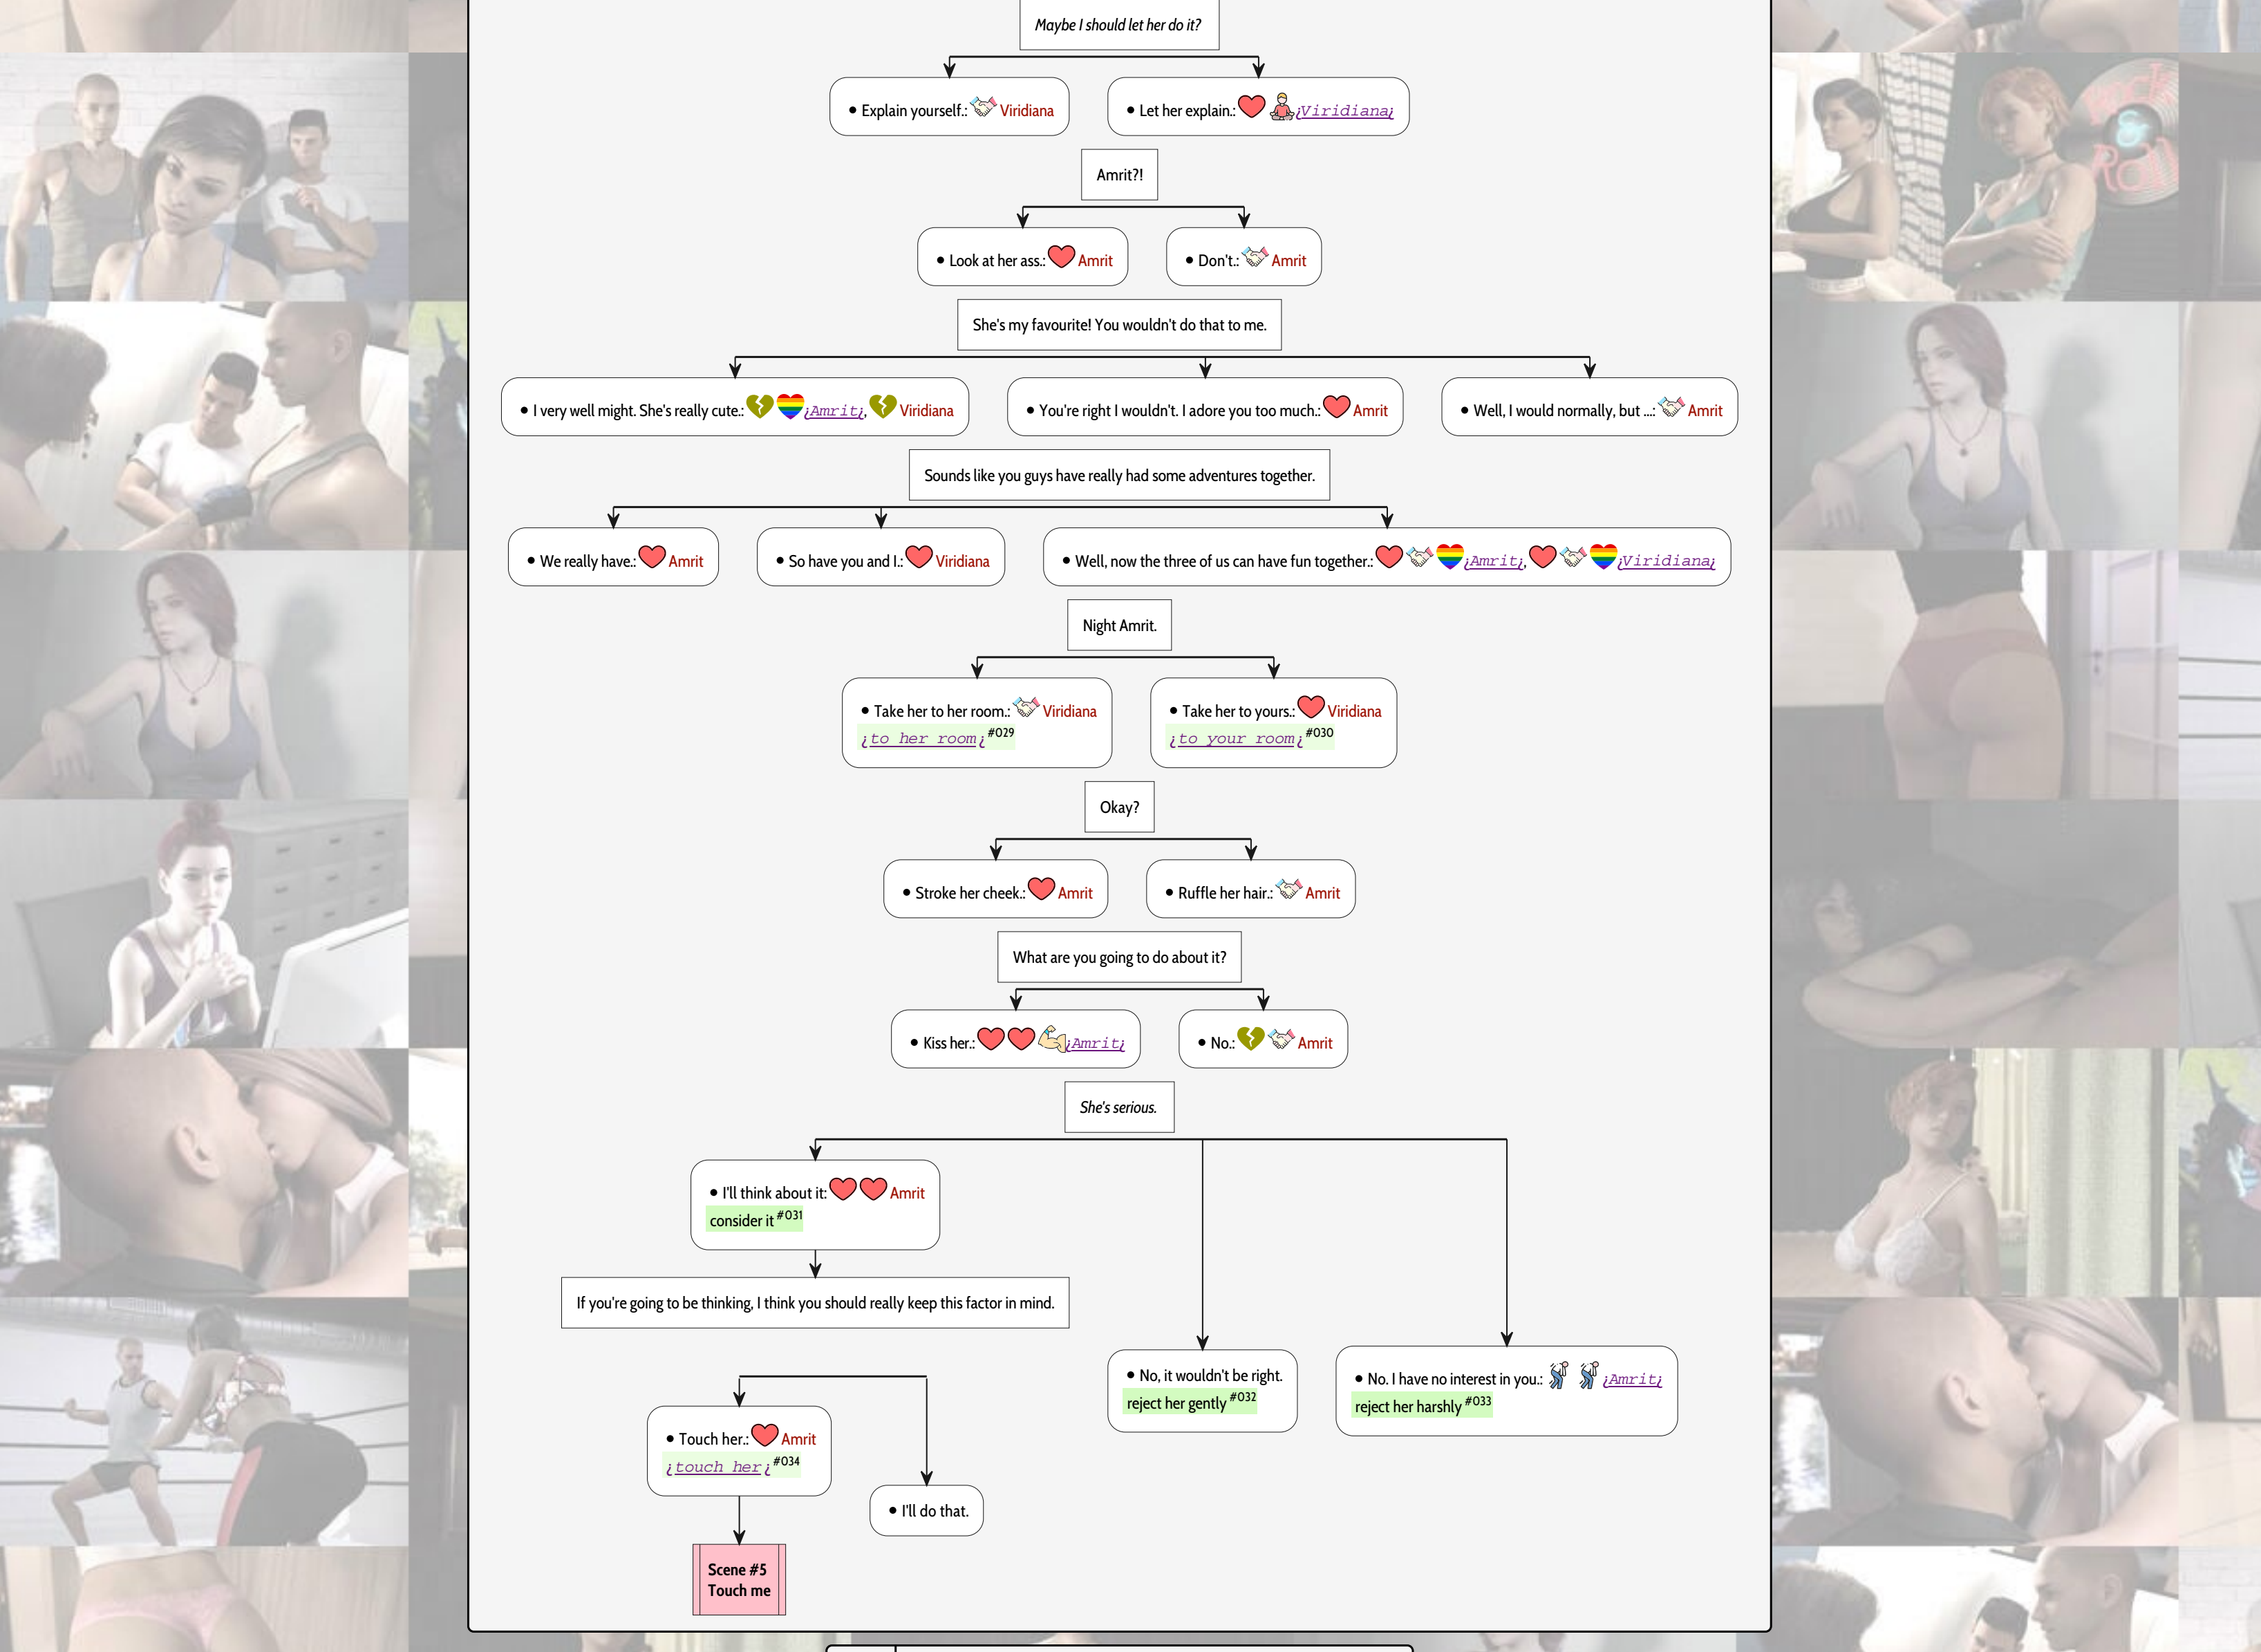 Maybe I should let her do it?
• Explain yourself.: Viridiana
• Let her explain.: ¿Viridiana¿
Amrit?!
• Look at her ass.: Amrit
• Don't.: Amrit
She's my favourite! You wouldn't do that to me.
• I very well might. She's really cute.: ¿Amrit¿, Viridiana
• You're right I wouldn't. I adore you too much.: Amrit
• Well, I would normally, but ...: Amrit
Sounds like you guys have really had some adventures together.
• We really have.: Amrit
• So have you and I.: Viridiana
• Well, now the three of us can have fun together.: ¿Amrit¿, ¿Viridiana¿
Night Amrit.
• Take her to her room.: Viridiana
¿to her room¿ #029
• Take her to yours.: Viridiana
¿to your room¿ #030
Okay?
• Stroke her cheek.: Amrit
• Ruffle her hair.: Amrit
What are you going to do about it?
• Kiss her.: ¿Amrit¿
• No.: Amrit
She's serious.
• I'll think about it: Amrit
consider it #031
If you're going to be thinking, I think you should really keep this factor in mind.
• No, it wouldn't be right.
reject her gently #032
• No. I have no interest in you.: ¿Amrit¿
reject her harshly #033
• Touch her.: Amrit
¿touch her¿ #034
• I'll do that.
Scene #5
Touch me
Rock
&
Roll